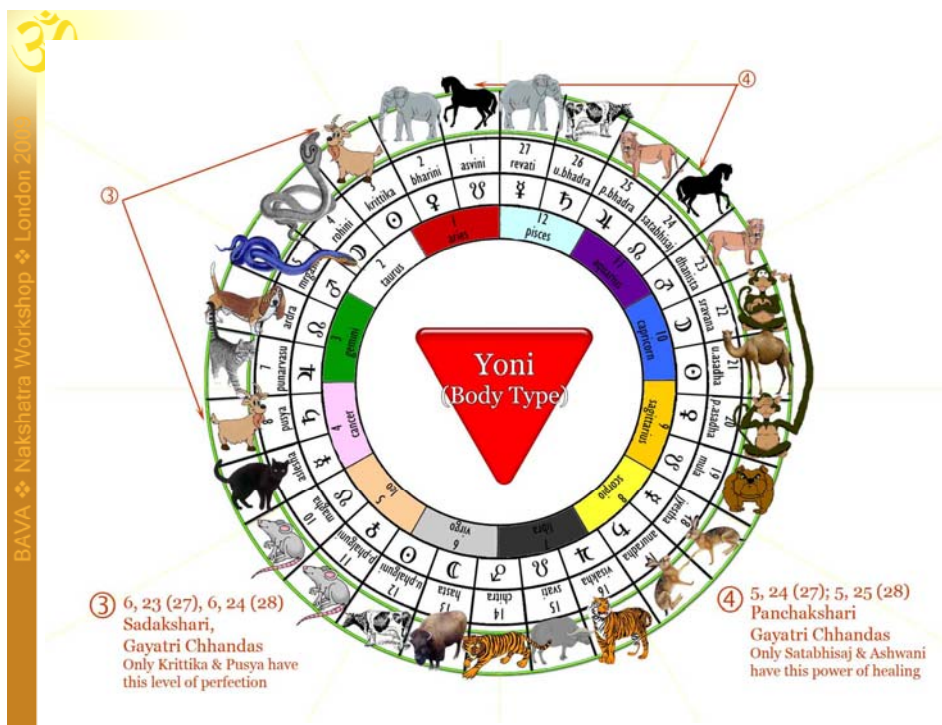 ॐ
BAVA ❖ Nakshatra Workshop ❖ London
④
③
1
asvini
2
bharini
3
krittika
4
rohini
5
ardra
7
punarvasu
8
pusya
aslesha
10
magha
11
p.phalguni
12
u.phalguni
13
hasta
14
chitra
15
svati
16
visakha
17
anuradha
18
jyestha
19
mula
20
p.asadha
21
u.asadha
22
sravana
23
dhanista
24
satabhisaj
25
p.bhadra
26
u.bhadra
27
revati
1
aries
2
taurus
3
gemini
4
cancer
5
leo
6
virgo
7
libra
8
scorpio
9
sagittarius
10
capricorn
11
aquarius
12
pisces
Yoni
(Body Type)
③ 6, 23 (27), 6, 24 (28)
Sadakshari,
Gayatri Chhandas
Only Krittika & Pusya have
this level of perfection
④ 5, 24 (27); 5, 25 (28)
Panchakshari
Gayatri Chhandas
Only Satabhisaj & Ashwani
have this power of healing